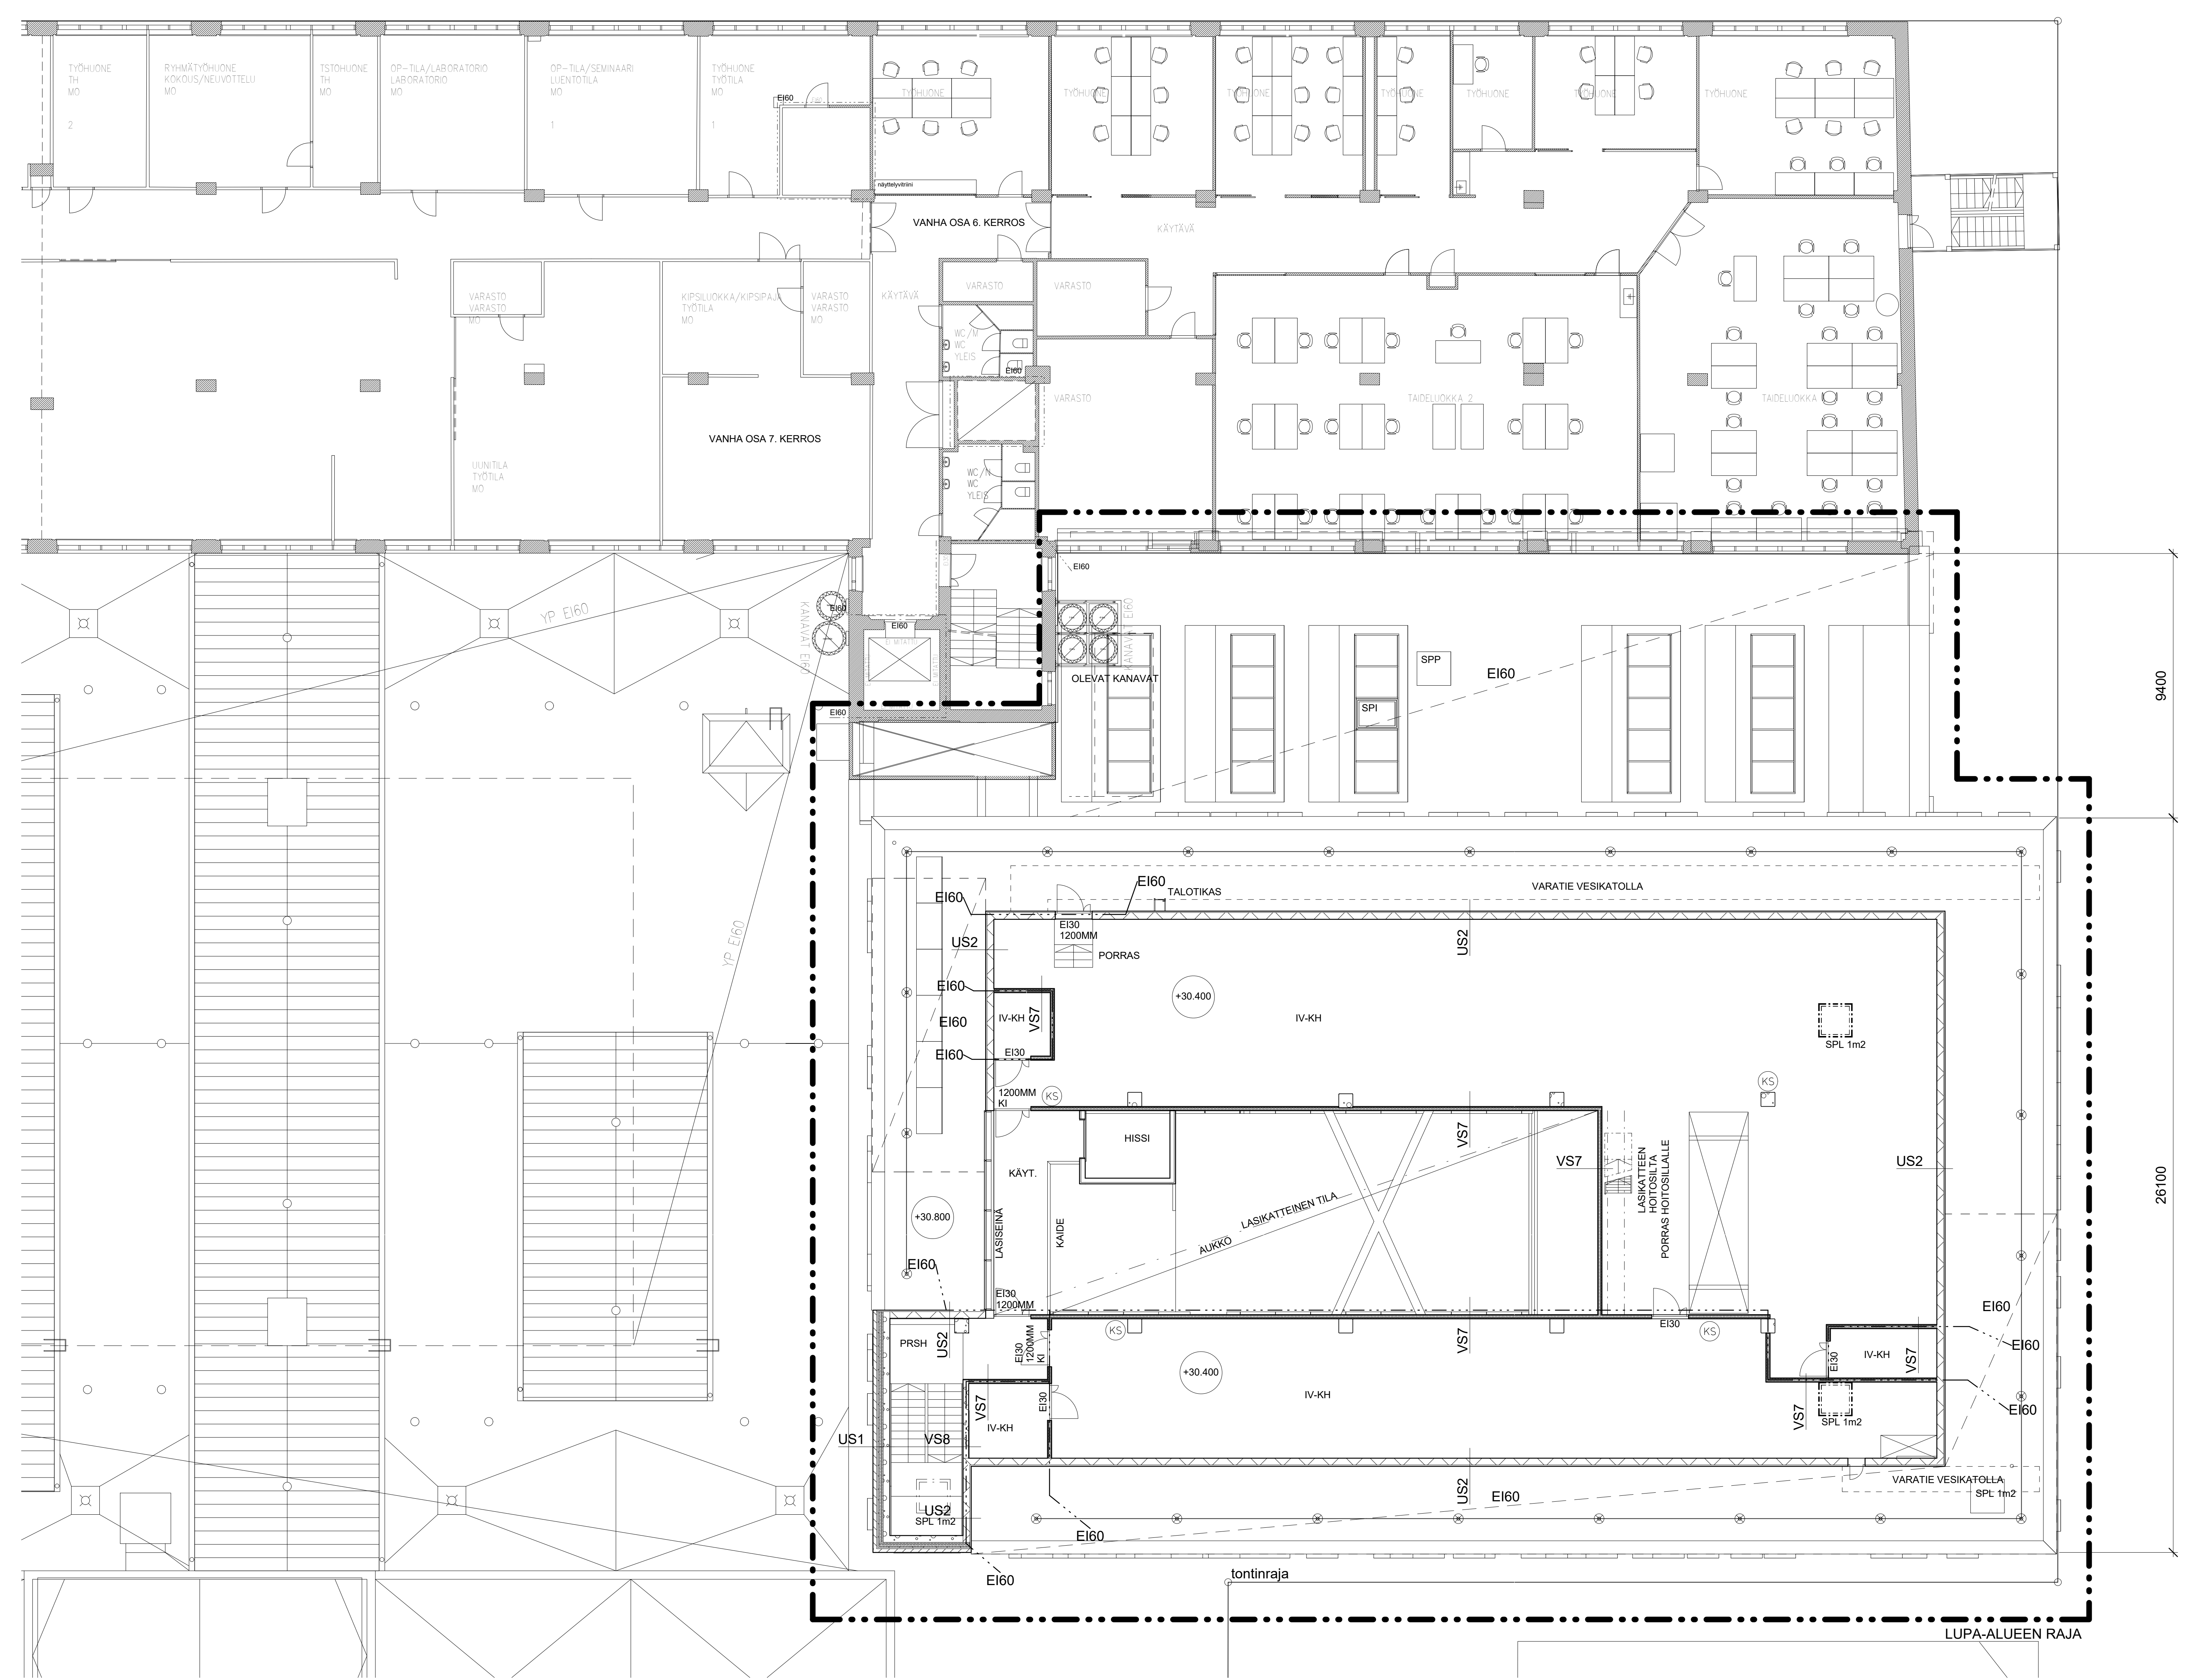 TYÖHUONE
TH
MO
2
RYHMÄTYÖHUONE
KOKOUS/NEUVOTTELU
MO
TSTOHUONE
TH
MO
OP-TILA/LABORATORIO
LABORATORIO
MO
OP-TILA/SEMINAARI
LUENTOTILA
MO
1
TYÖHUONE
TYÖTILA
MO
1
EI60
TYÖHUONE
TYÖHUONE
TYÖHUONE
TYÖHUONE
TYÖHUONE
TYÖHUONE
TYÖHUONE
näyttelyvitriini
VANHA OSA 6. KERROS
KÄYTÄVÄ
VARASTO
VARASTO
MO
KIPSILUOKKA/KIPSIPAJA
TYÖTILA
MO
VARASTO
VARASTO
MO
KÄYTÄVÄ
VARASTO
VARASTO
WC/M
WC
YLEIS
EI60
VARASTO
TAIDELUOKKA 2
TAIDELUOKKA
VANHA OSA 7. KERROS
UUNITILA
TYÖTILA
MO
WC/N
WC
YLEIS
EI60
YP EI60
KANAVAT EI60
EI60
EI60
EI MITATTU
KANAVAT EI60
OLEVAT KANAVAT
SPP
SPI
EI60
9400
EI60
YP EI60
EI60
EI60
TALOTIKAS
VARATIE VESIKATOLLA
US2
EI30
1200MM
PORRAS
US2
EI60
+30.400
IV-KH
VS7
IV-KH
EI60
EI60
EI30
SPL 1m2
1200MM
KI
KS
KS
HISSI
VS7
VS7
US2
KÄYT.
LASIKATTEEN
HOITOSILTA
PORRAS HOITOSILLALLE
26100
+30.800
LASISEINÄ
KAIDE
LASIKATTEINEN TILA
AUKKO
EI60
EI30
1200MM
EI60
PRSH
US2
EI30
1200MM
KI
KS
VS7
EI30
KS
EI60
IV-KH
VS7
EI30
+30.400
IV-KH
VS7
EI30
IV-KH
VS7
SPL 1m2
EI60
US1
VS8
US2
VARATIE VESIKATOLLA
SPL 1m2
EI60
US2
SPL 1m2
EI60
EI60
tontinraja
LUPA-ALUEEN RAJA